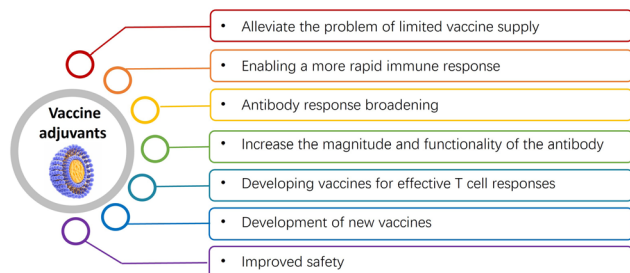 Vaccine
adjuvants
• Alleviate the problem of limited vaccine supply
• Enabling a more rapid immune response
• Antibody response broadening
• Increase the magnitude and functionality of the antibody
• Developing vaccines for effective T cell responses
• Development of new vaccines
• Improved safety